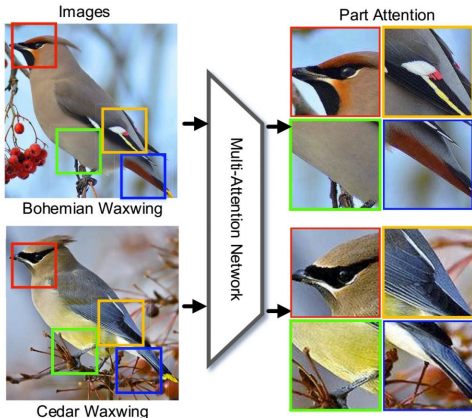 Images
Part Attention
Bohemian Waxwing
Multi-Attention Network
Cedar Waxwing